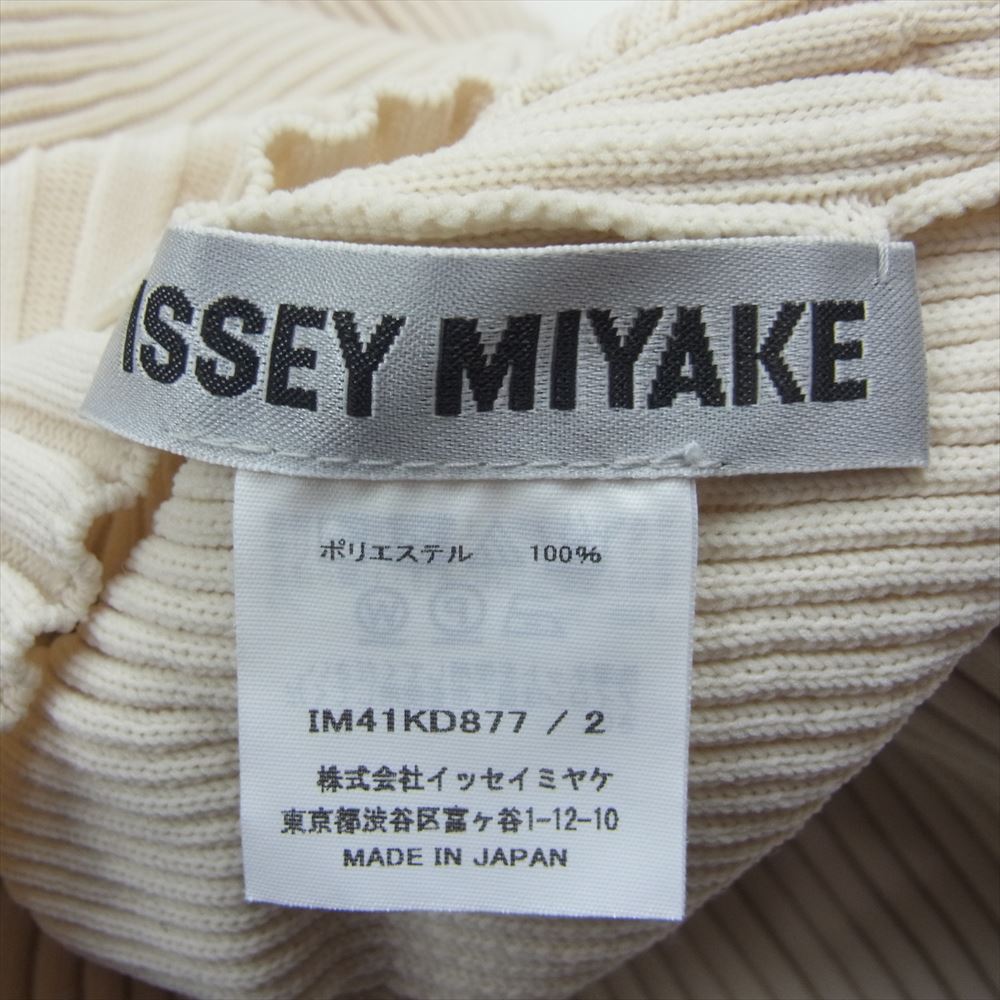 ISSEY MIYAKE
ポリエステル 100%
IM41KD877 / 2
株式会社イッセイミヤケ
東京都渋谷区富ヶ谷1-12-10
MADE IN JAPAN